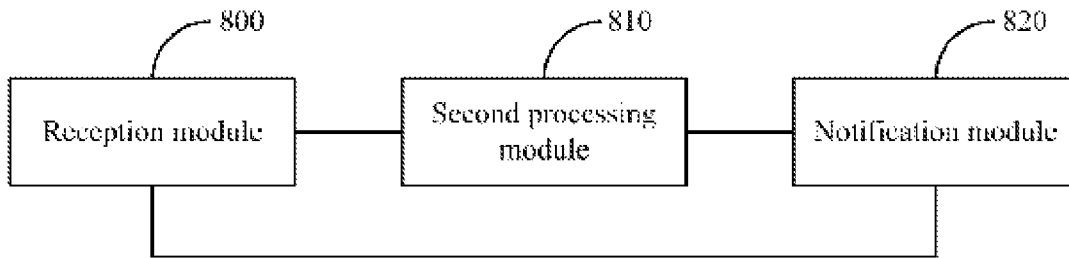 800
810
820
Reception module
Second processing
module
Notification module